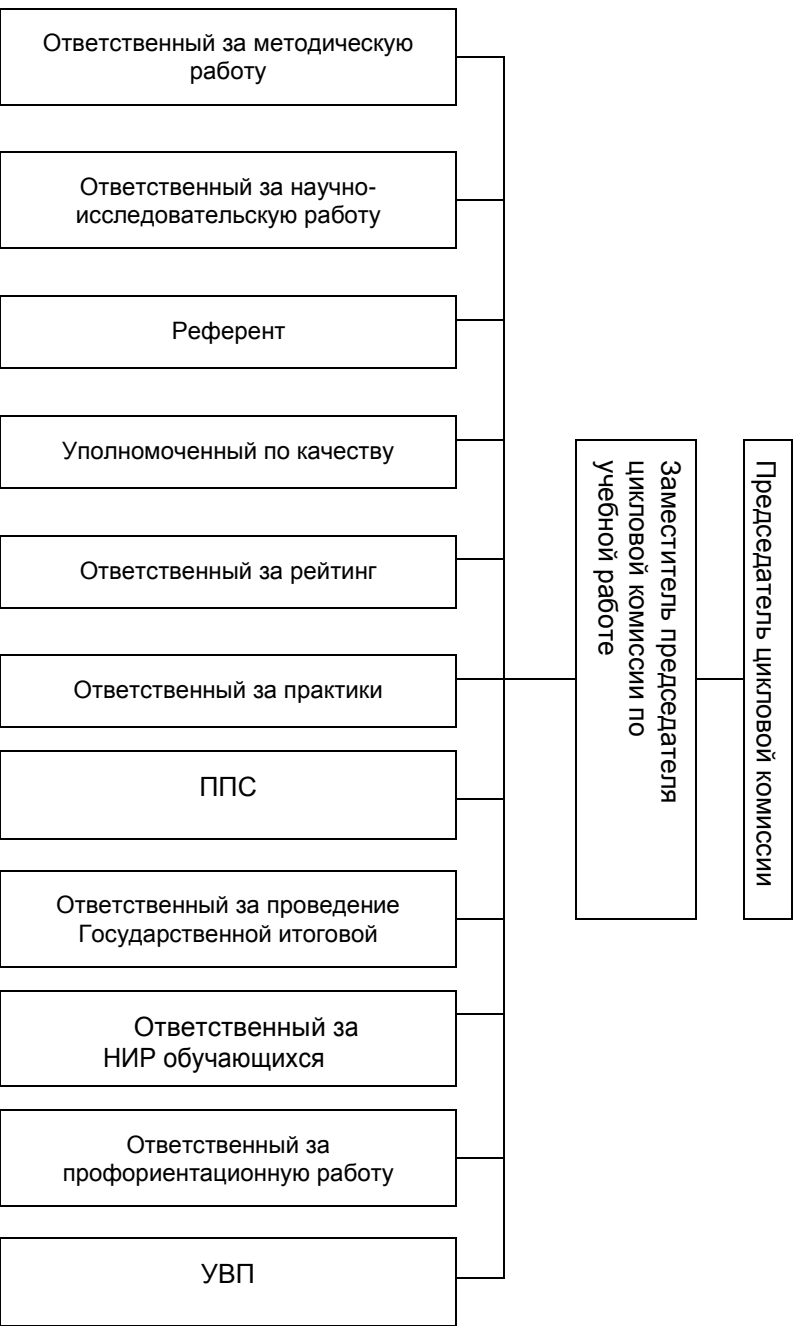 Ответственный за методическую
работу
Ответственный за научно-
исследовательскую работу
Референт
Уполномоченный по качеству
Ответственный за рейтинг
Ответственный за практики
ППС
Ответственный за проведение
Государственной итоговой
Ответственный за
НИР обучающихся
Ответственный за
профориентационную работу
УВП
Заместитель председателя
цикловой комиссии по
учебной работе
Председатель цикловой комиссии